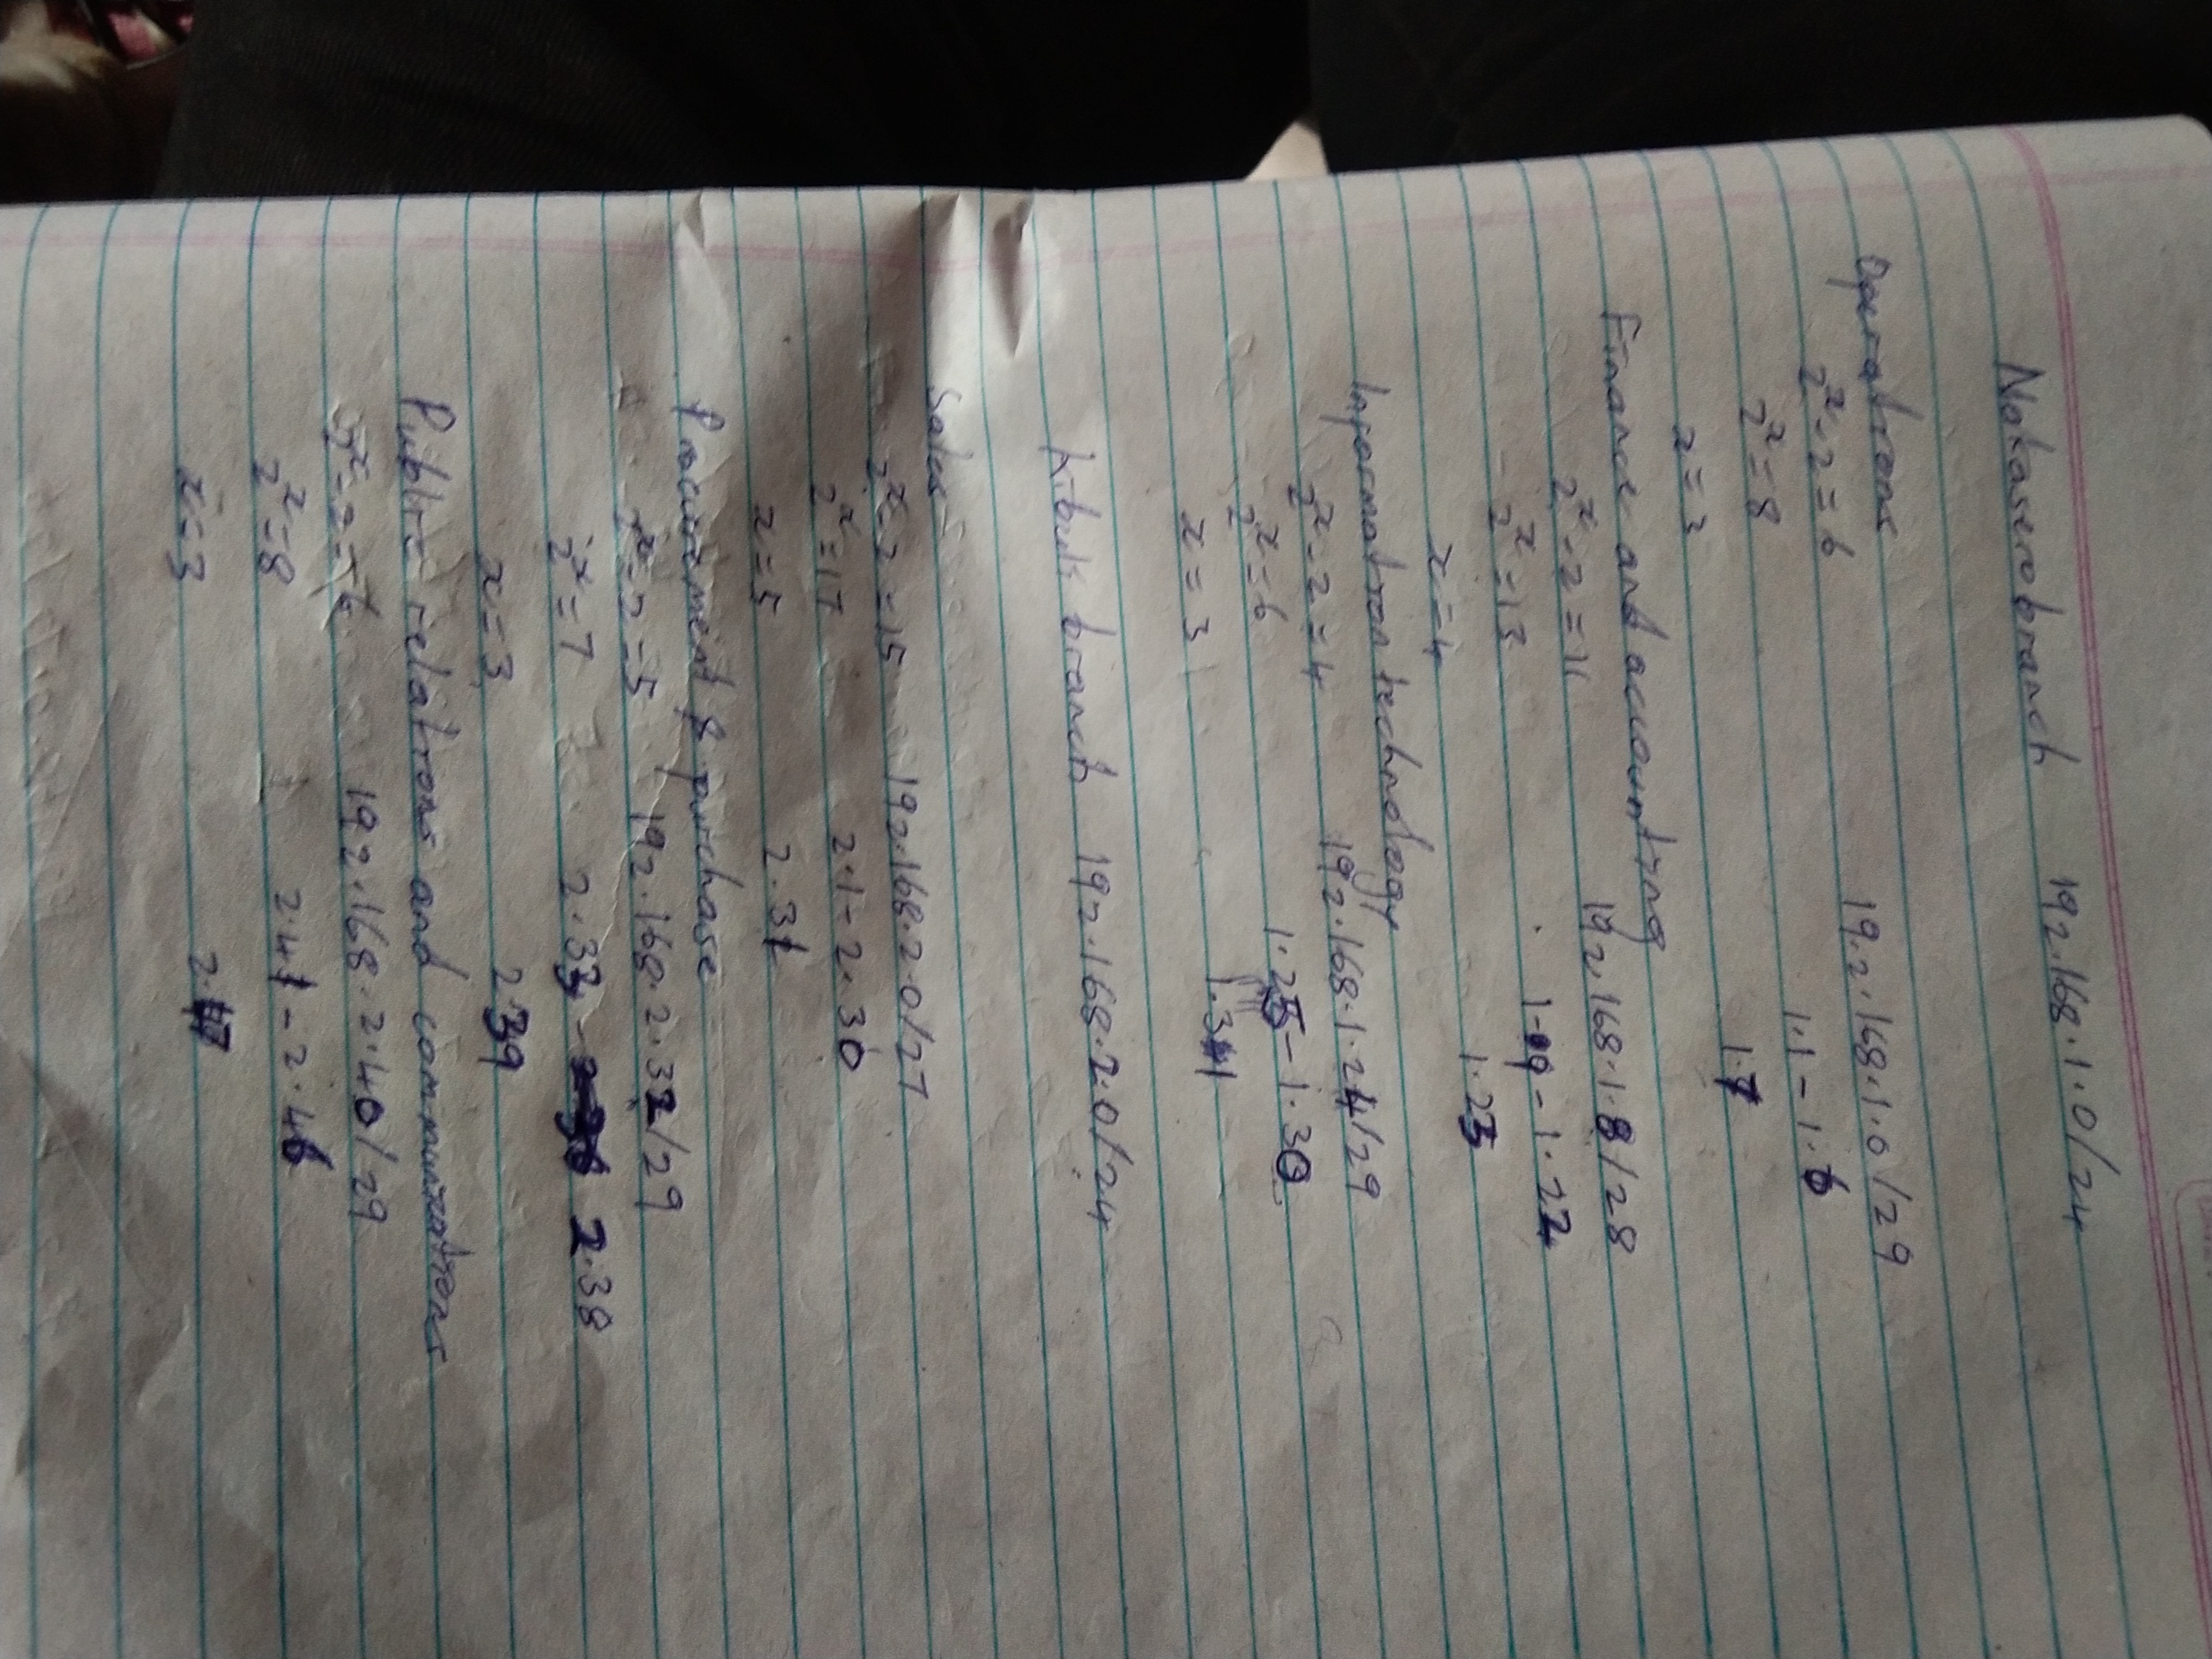 Nakasero branch 192.168.1.0/24
Operations 192.168.1.0/29
2^x - 2 = 6 1.1 - 1.6
2^x = 8 1.7
x = 3
Finance and accounting 192.168.1.8/28
2^x - 2 = 11 1.9 - 1.22
2^x = 13 1.23
x = 4
Information technology 192.168.1.24/29
2^x - 2 = 4 1.25 - 1.30
2^x = 6 1.31
x = 3
Kibuli branch 192.168.2.0/24
Sales
2^x - 2 = 15 192.168.2.0/27
2^x = 17 2.1 - 2.30
x = 5 2.31
Procurement & purchase
2^x - 2 = 5 192.168.2.32/29
2^x = 7 2.33 - 2.38
x = 3 2.39
Public relations and communications
2^x - 2 = 6 192.168.2.40/29
2^x = 8 2.41 - 2.46
x = 3 2.47